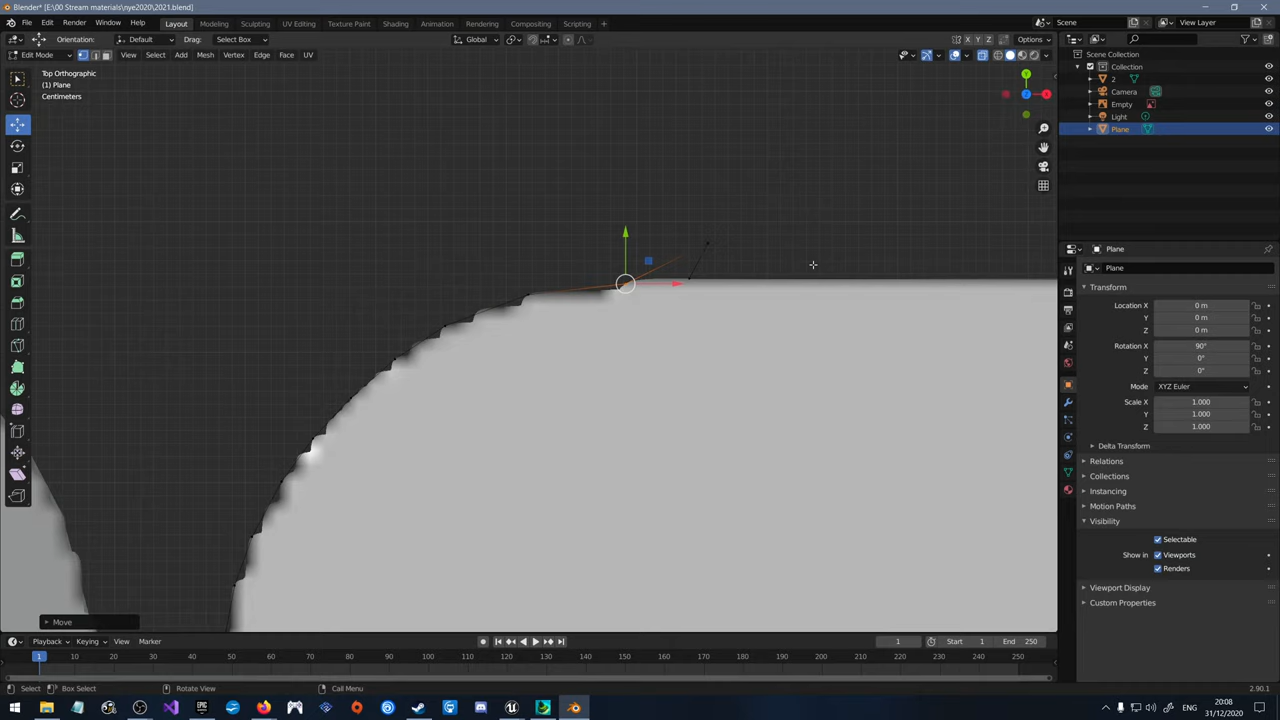 Blender* [E:\00 Stream materials\nye2020\2021.blend]
File Edit Render Window Help Layout Modeling Sculpting UV Editing Texture Paint Shading Animation Rendering Compositing Scripting Scene View Layer
Orientation: Default Drag: Select Box Global X Y Z Options
Edit Mode View Select Add Mesh Vertex Edge Face UV
Top Orthographic
(1) Plane
Centimeters
Y
Z X
Move
Scene Collection
Collection
2
Camera
Empty
Light
Plane
Plane
Plane
Transform
Location X 0 m
Y 0 m
Z 0 m
Rotation X 90°
Y 0°
Z 0°
Mode XYZ Euler
Scale X 1.000
Y 1.000
Z 1.000
Delta Transform
Relations
Collections
Instancing
Motion Paths
Visibility
Selectable
Show in Viewports
Renders
Viewport Display
Custom Properties
Playback Keying View Marker 1 Start 1 End 250
1 10 20 30 40 50 60 70 80 90 100 110 120 130 140 150 160 170 180 190 200 210 220 230 240 250
Select Box Select Rotate View Call Menu 2.90.1
ENG 20:08
31/12/2020